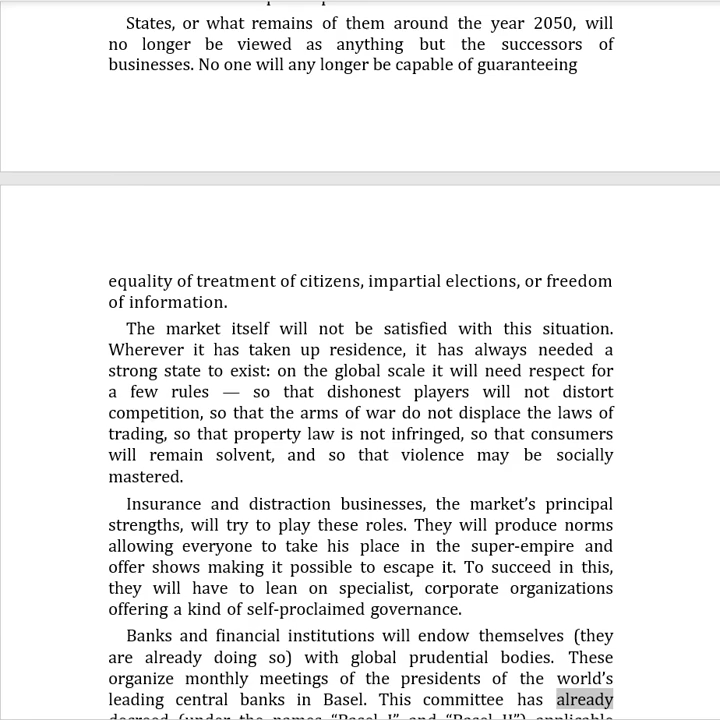 States, or what remains of them around the year 2050, will
no longer be viewed as anything but the successors of
businesses. No one will any longer be capable of guaranteeing
equality of treatment of citizens, impartial elections, or freedom
of information.
The market itself will not be satisfied with this situation.
Wherever it has taken up residence, it has always needed a
strong state to exist: on the global scale it will need respect for
a few rules — so that dishonest players will not distort
competition, so that the arms of war do not displace the laws of
trading, so that property law is not infringed, so that consumers
will remain solvent, and so that violence may be socially
mastered.
Insurance and distraction businesses, the market’s principal
strengths, will try to play these roles. They will produce norms
allowing everyone to take his place in the super-empire and
offer shows making it possible to escape it. To succeed in this,
they will have to lean on specialist, corporate organizations
offering a kind of self-proclaimed governance.
Banks and financial institutions will endow themselves (they
are already doing so) with global prudential bodies. These
organize monthly meetings of the presidents of the world’s
leading central banks in Basel. This committee has already
decreed (under the names “Basel I” and “Basel II”) applicable